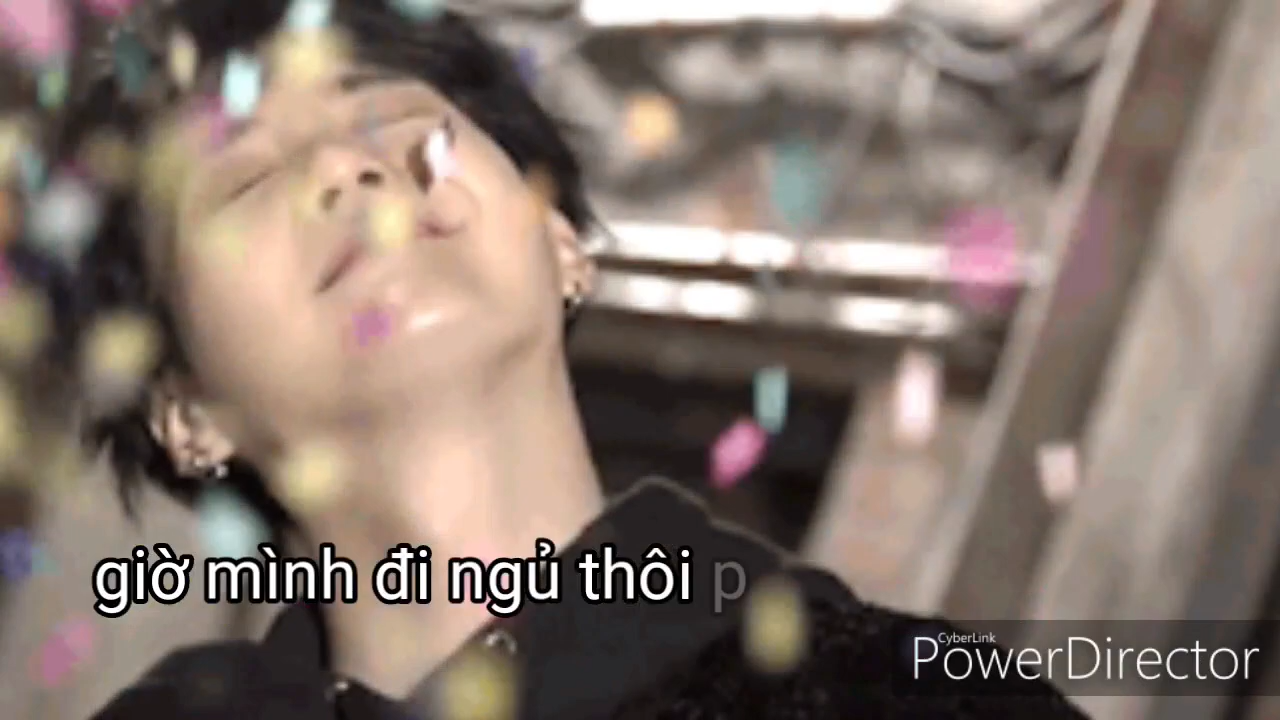 giờ mình đi ngủ thôi p
CyberLink
PowerDirector